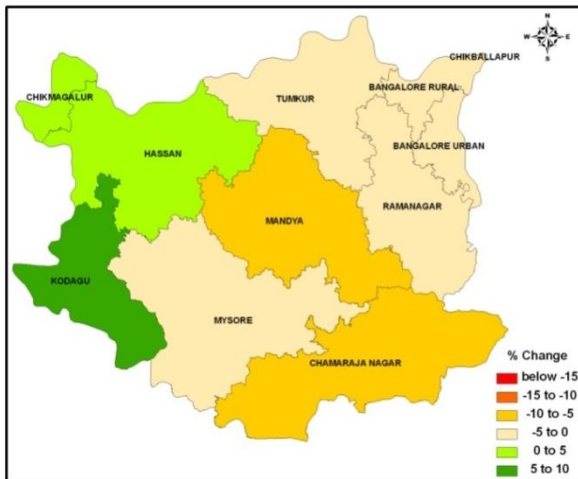 N
W E
S
CHIKBALLAPUR
CHIKMAGALUR
TUMKUR
BANGALORE RURAL
HASSAN
BANGALORE URBAN
MANDYA
RAMANAGAR
KODAGU
MYSORE
CHAMARAJA NAGAR
% Change
below -15
-15 to -10
-10 to -5
-5 to 0
0 to 5
5 to 10